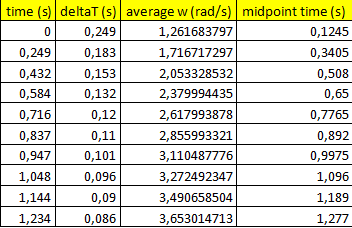 time (s) deltaT (s) average w (rad/s) midpoint time (s)
0 0,249 1,261683797 0,1245
0,249 0,183 1,716717297 0,3405
0,432 0,153 2,053328532 0,508
0,584 0,132 2,379994435 0,65
0,716 0,12 2,617993878 0,7765
0,837 0,11 2,855993321 0,892
0,947 0,101 3,110487776 0,9975
1,048 0,096 3,272492347 1,096
1,144 0,09 3,490658504 1,189
1,234 0,086 3,653014713 1,277